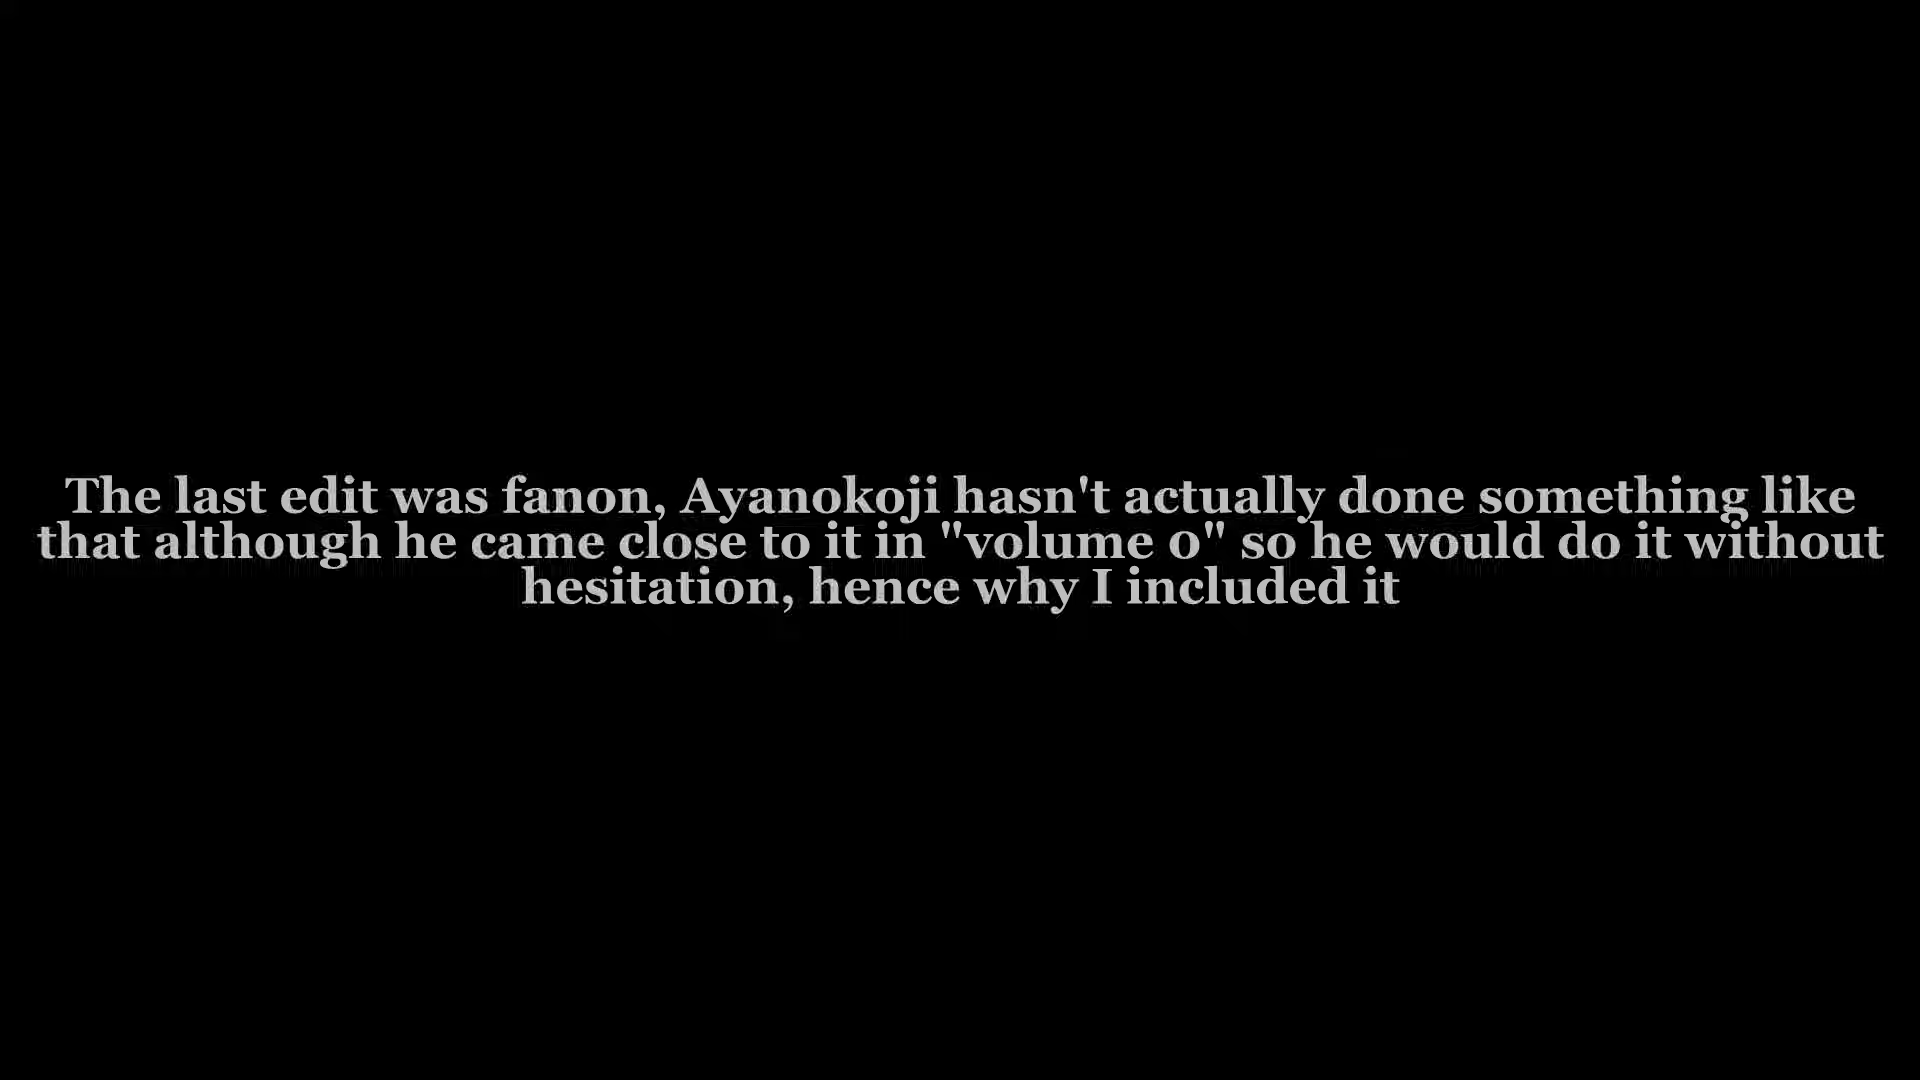 The last edit was fanon, Ayanokoji hasn't actually done something like
that although he came close to it in "volume 0" so he would do it without
hesitation, hence why I included it